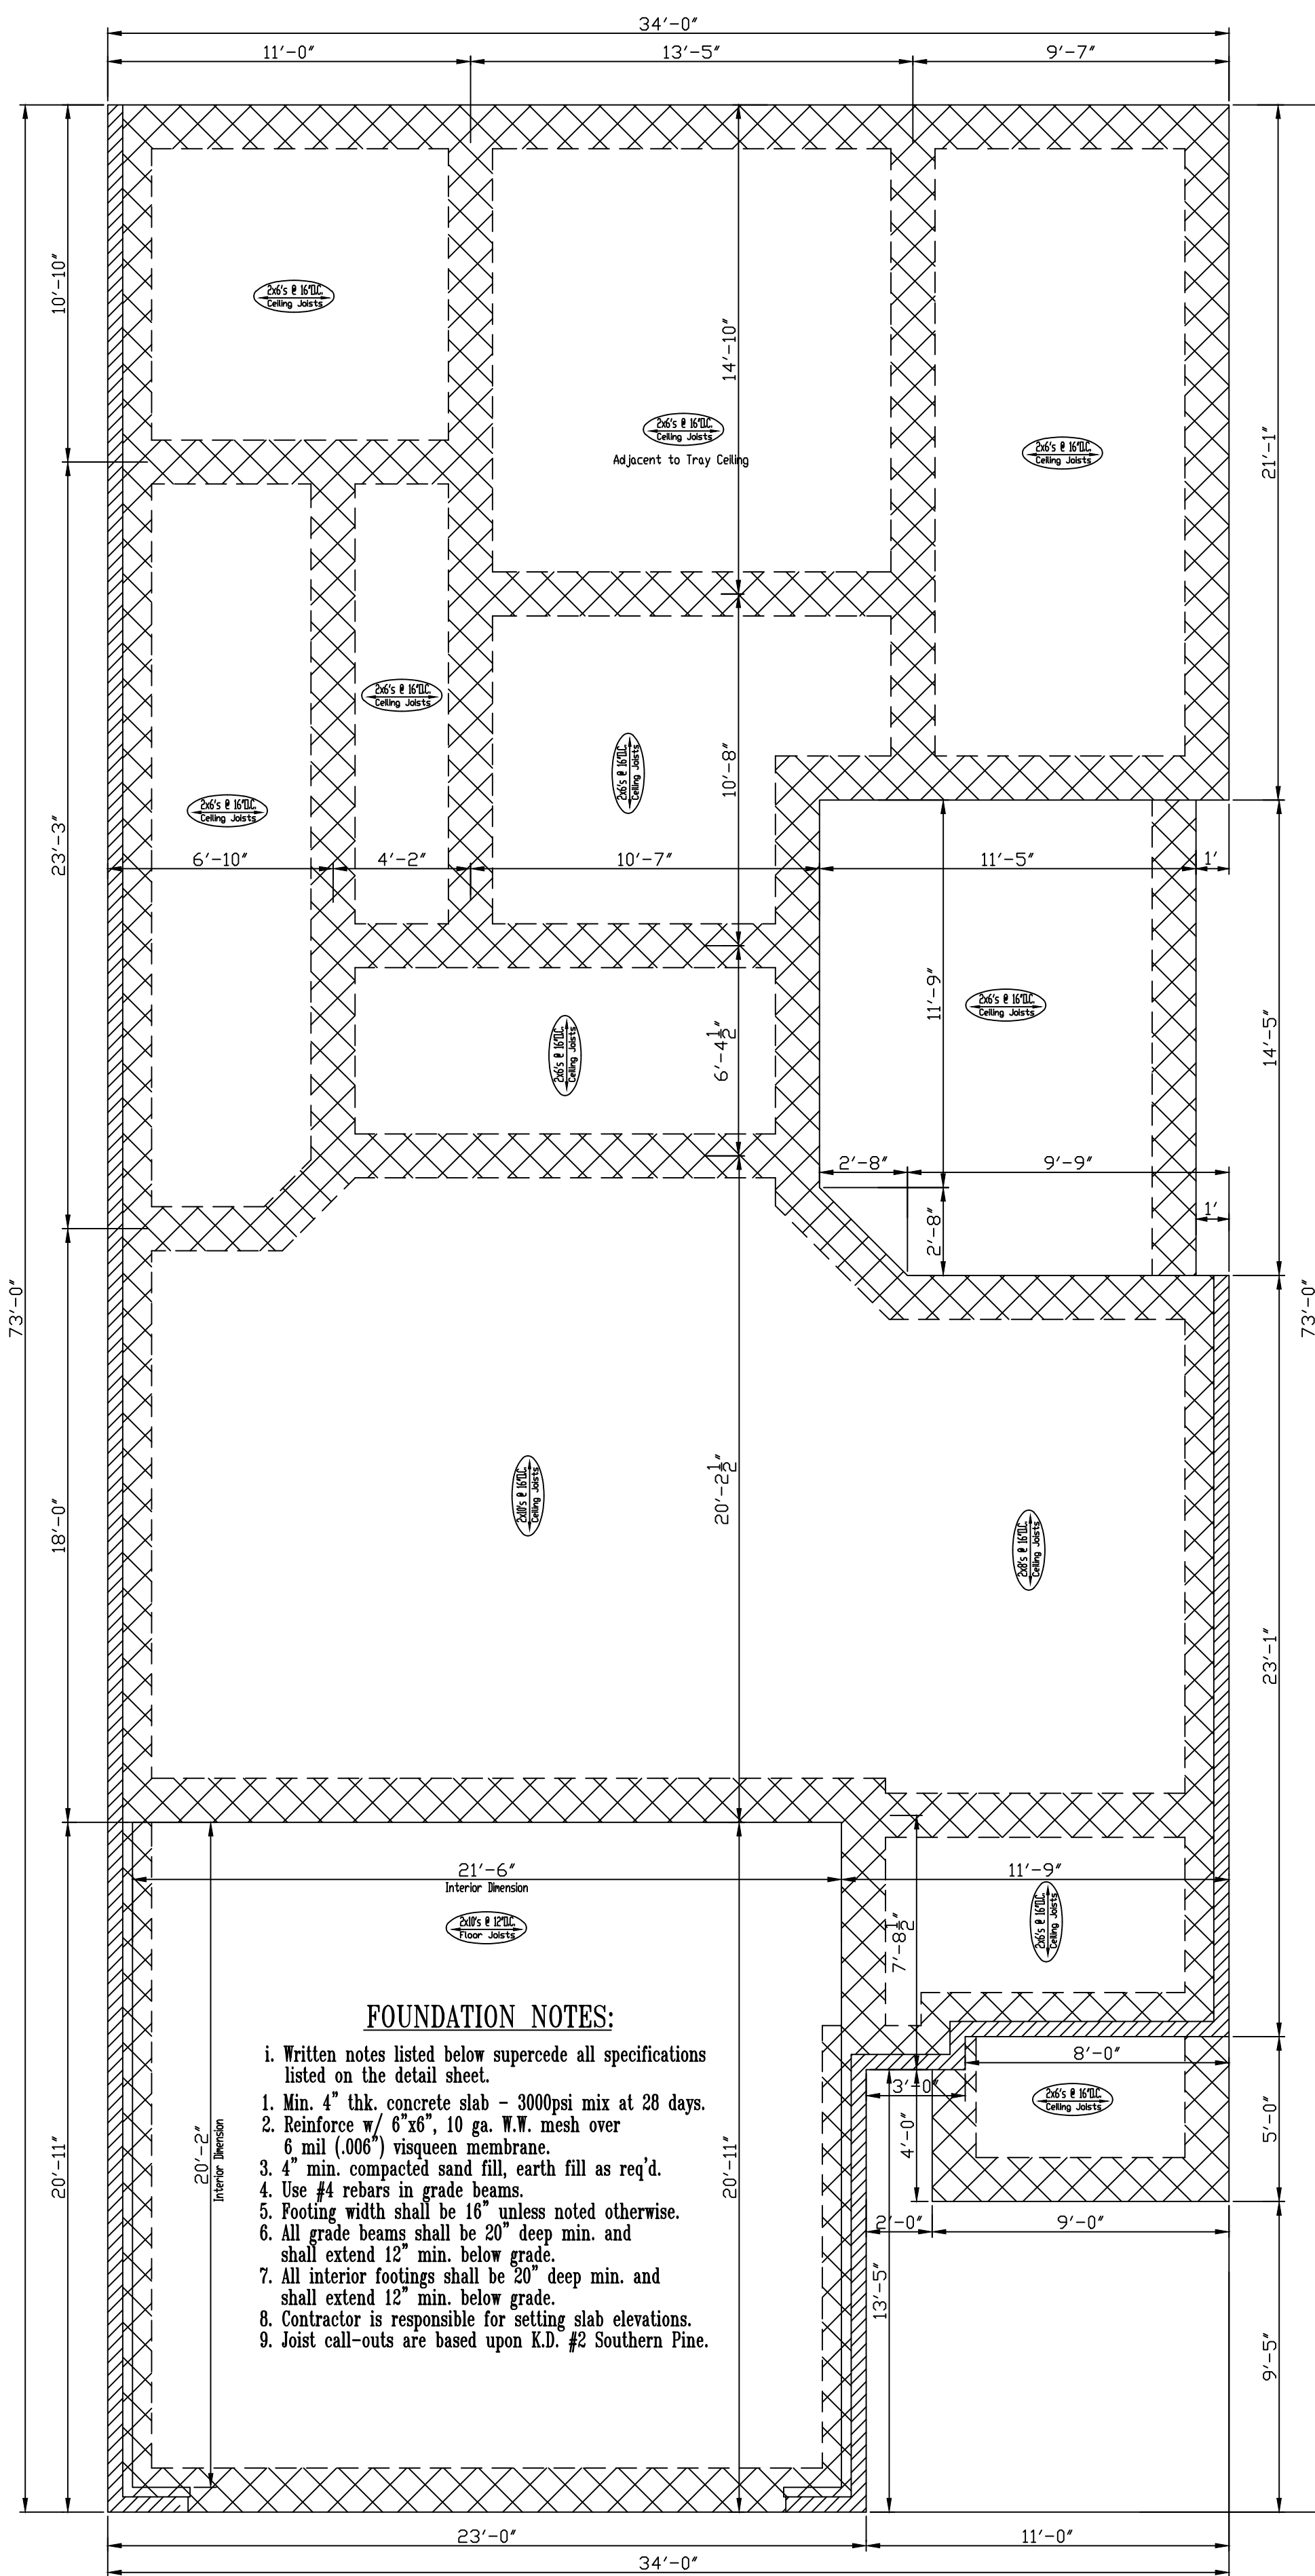 34'-0"
11'-0"
13'-5"
9'-7"
10'-10"
2x6's @ 16"O.C.
Ceiling Joists
14'-10"
2x6's @ 16"O.C.
Ceiling Joists
Adjacent to Tray Ceiling
2x6's @ 16"O.C.
Ceiling Joists
21'-1"
2x6's @ 16"O.C.
Ceiling Joists
2x6's @ 16"O.C.
Ceiling Joists
10'-8"
2x6's @ 16"O.C.
Ceiling Joists
23'-3"
6'-10"
4'-2"
10'-7"
11'-5"
1'
11'-9"
2x6's @ 16"O.C.
Ceiling Joists
14'-5"
2x6's @ 16"O.C.
Ceiling Joists
6'-4 1/2"
2'-8"
9'-9"
2'-8"
1'
73'-0"
73'-0"
18'-0"
2x10's @ 16"O.C.
Ceiling Joists
20'-2 1/2"
2x8's @ 16"O.C.
Ceiling Joists
23'-1"
21'-6"
Interior Dimension
11'-9"
2x10's @ 12"O.C.
Floor Joists
7'-8 1/2"
2x6's @ 16"O.C.
Ceiling Joists
FOUNDATION NOTES:
i. Written notes listed below supercede all specifications
listed on the detail sheet.
1. Min. 4" thk. concrete slab - 3000psi mix at 28 days.
2. Reinforce w/ 6"x6", 10 ga. W.W. mesh over
6 mil (.006") visqueen membrane.
3. 4" min. compacted sand fill, earth fill as req'd.
4. Use #4 rebars in grade beams.
5. Footing width shall be 16" unless noted otherwise.
6. All grade beams shall be 20" deep min. and
shall extend 12" min. below grade.
7. All interior footings shall be 20" deep min. and
shall extend 12" min. below grade.
8. Contractor is responsible for setting slab elevations.
9. Joist call-outs are based upon K.D. #2 Southern Pine.
20'-11"
20'-2"
Interior Dimension
20'-11"
8'-0"
3'-0"
2x6's @ 16"O.C.
Ceiling Joists
4'-0"
5'-0"
2'-0"
9'-0"
13'-5"
9'-5"
23'-0"
11'-0"
34'-0"